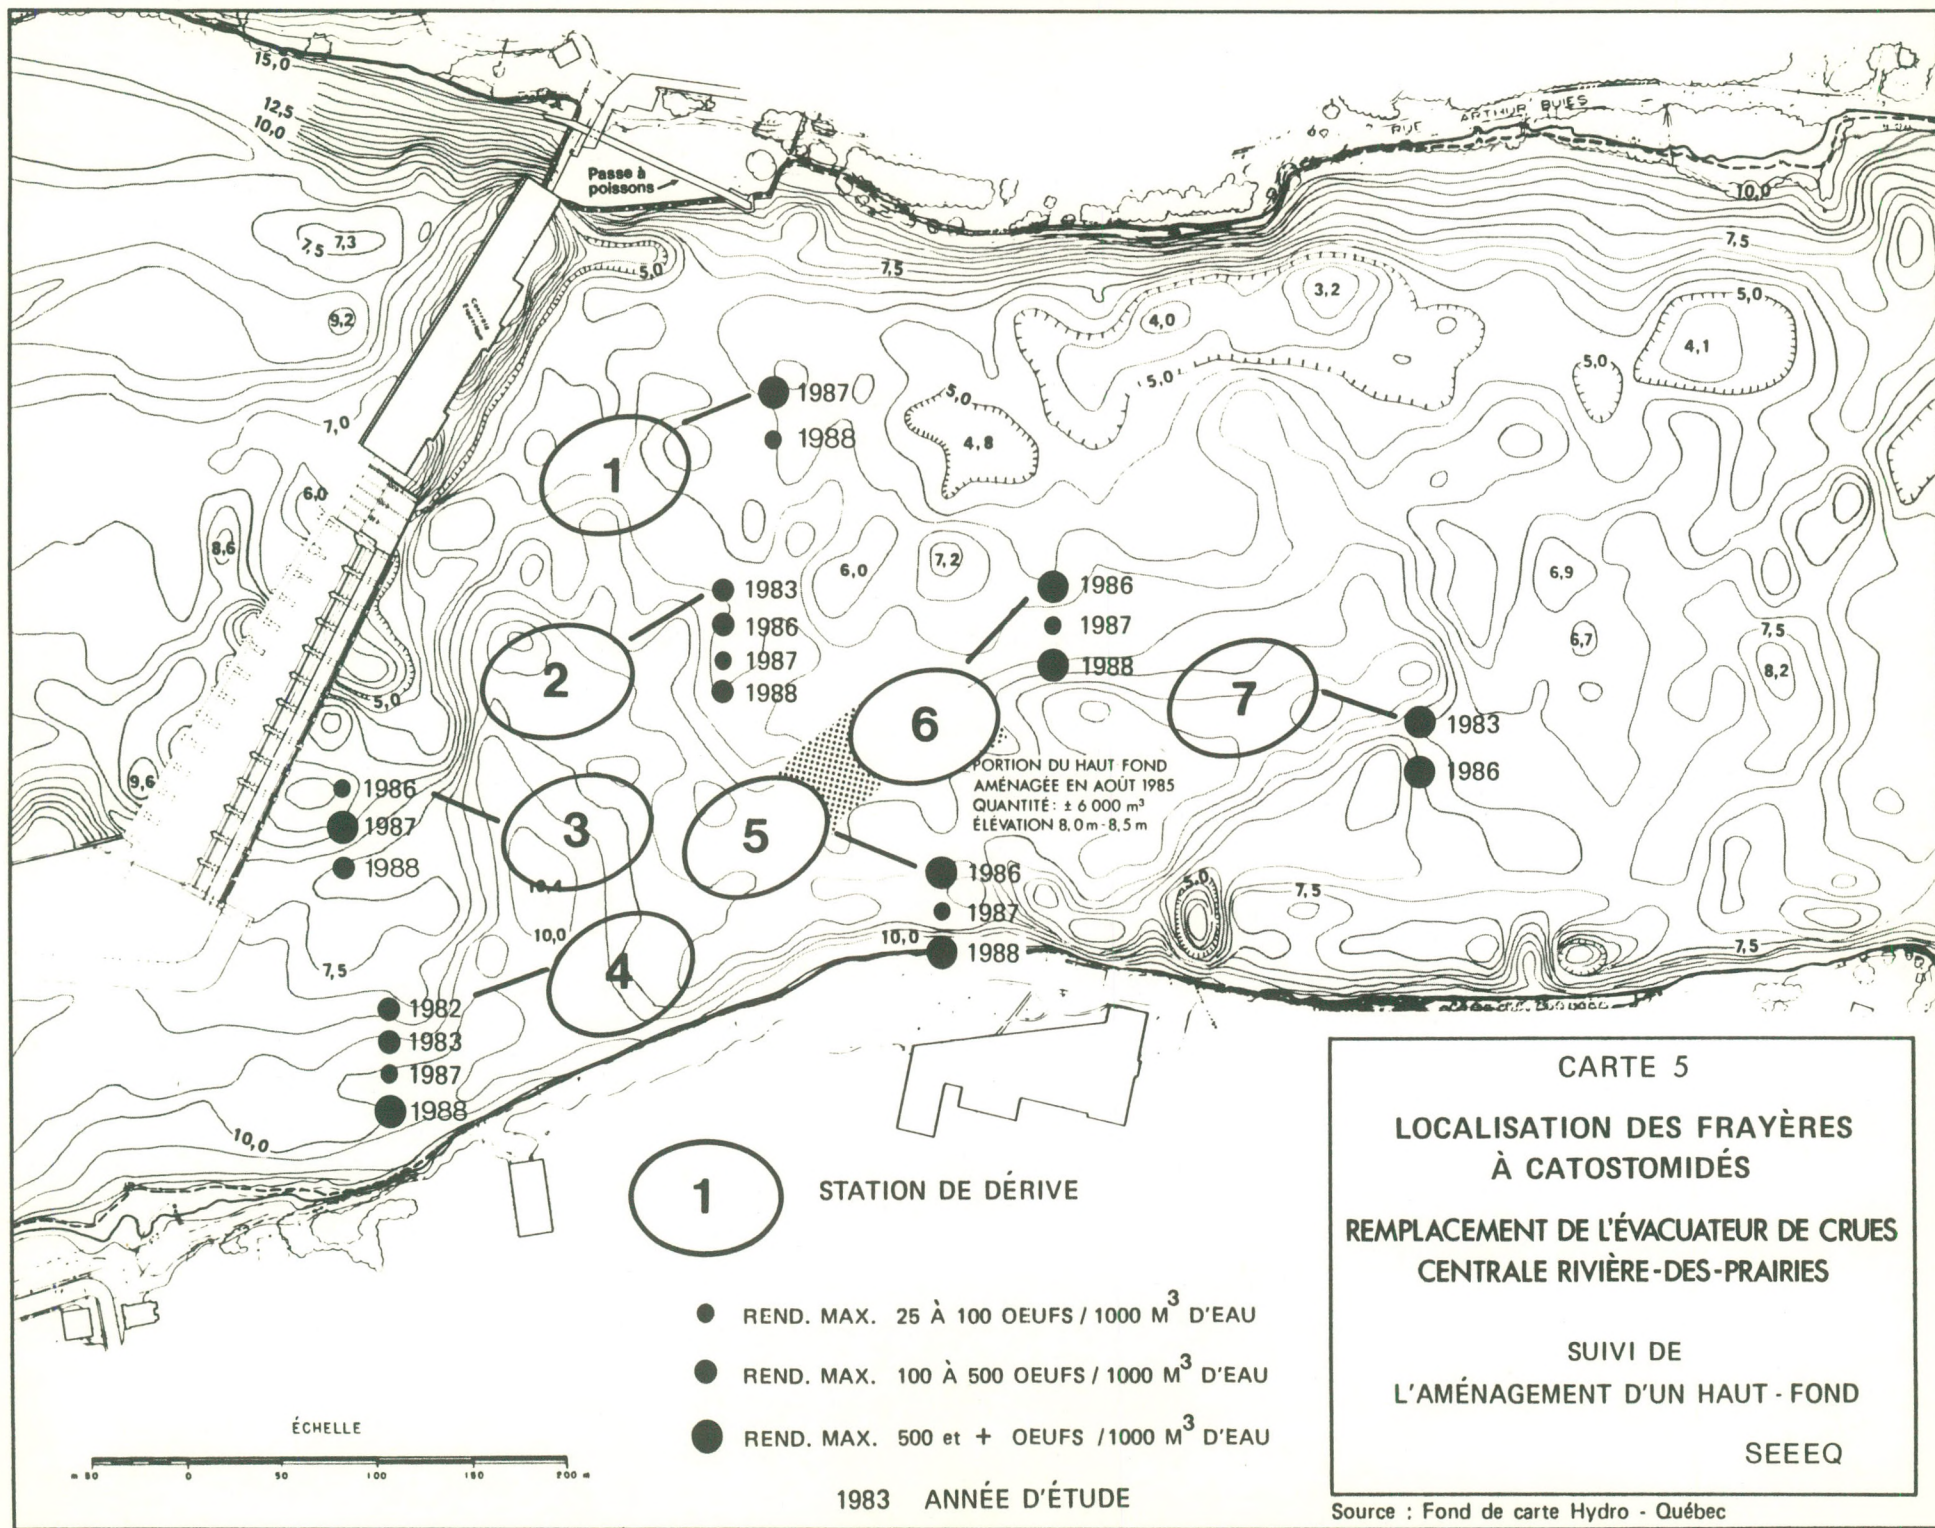 15,0
12,5
10,0
RUE ARTHUR BUIES
Passe à
poissons
10,0
7,5
7,3
7,5
5,0
7,5
3,2
5,0
9,2
4,0
4,1
5,0
5,0
5,0
7,0
4,8
1987
1988
1
6,0
8,6
6,0
7,2
6,9
1983
1986
1987
1988
2
1986
1987
1988
6,7
7,5
8,2
5,0
6
7
1983
1986
PORTION DU HAUT FOND
AMÉNAGÉE EN AOÛT 1985
QUANTITÉ: ± 6 000 m³
ÉLÉVATION 8,0 m - 8,5 m
9,6
1986
1987
1988
3
5
10,4
1986
1987
1988
5,0
7,5
10,0
10,0
7,5
7,5
4
1982
1983
1987
1988
10,0
1 STATION DE DÉRIVE
REND. MAX. 25 À 100 OEUFS / 1000 M³ D'EAU
REND. MAX. 100 À 500 OEUFS / 1000 M³ D'EAU
REND. MAX. 500 et + OEUFS / 1000 M³ D'EAU
1983 ANNÉE D'ÉTUDE
ÉCHELLE
m 50 0 50 100 150 200 m
CARTE 5
LOCALISATION DES FRAYÈRES
À CATOSTOMIDÉS
REMPLACEMENT DE L'ÉVACUATEUR DE CRUES
CENTRALE RIVIÈRE-DES-PRAIRIES
SUIVI DE
L'AMÉNAGEMENT D'UN HAUT - FOND
SEEEQ
Source : Fond de carte Hydro - Québec